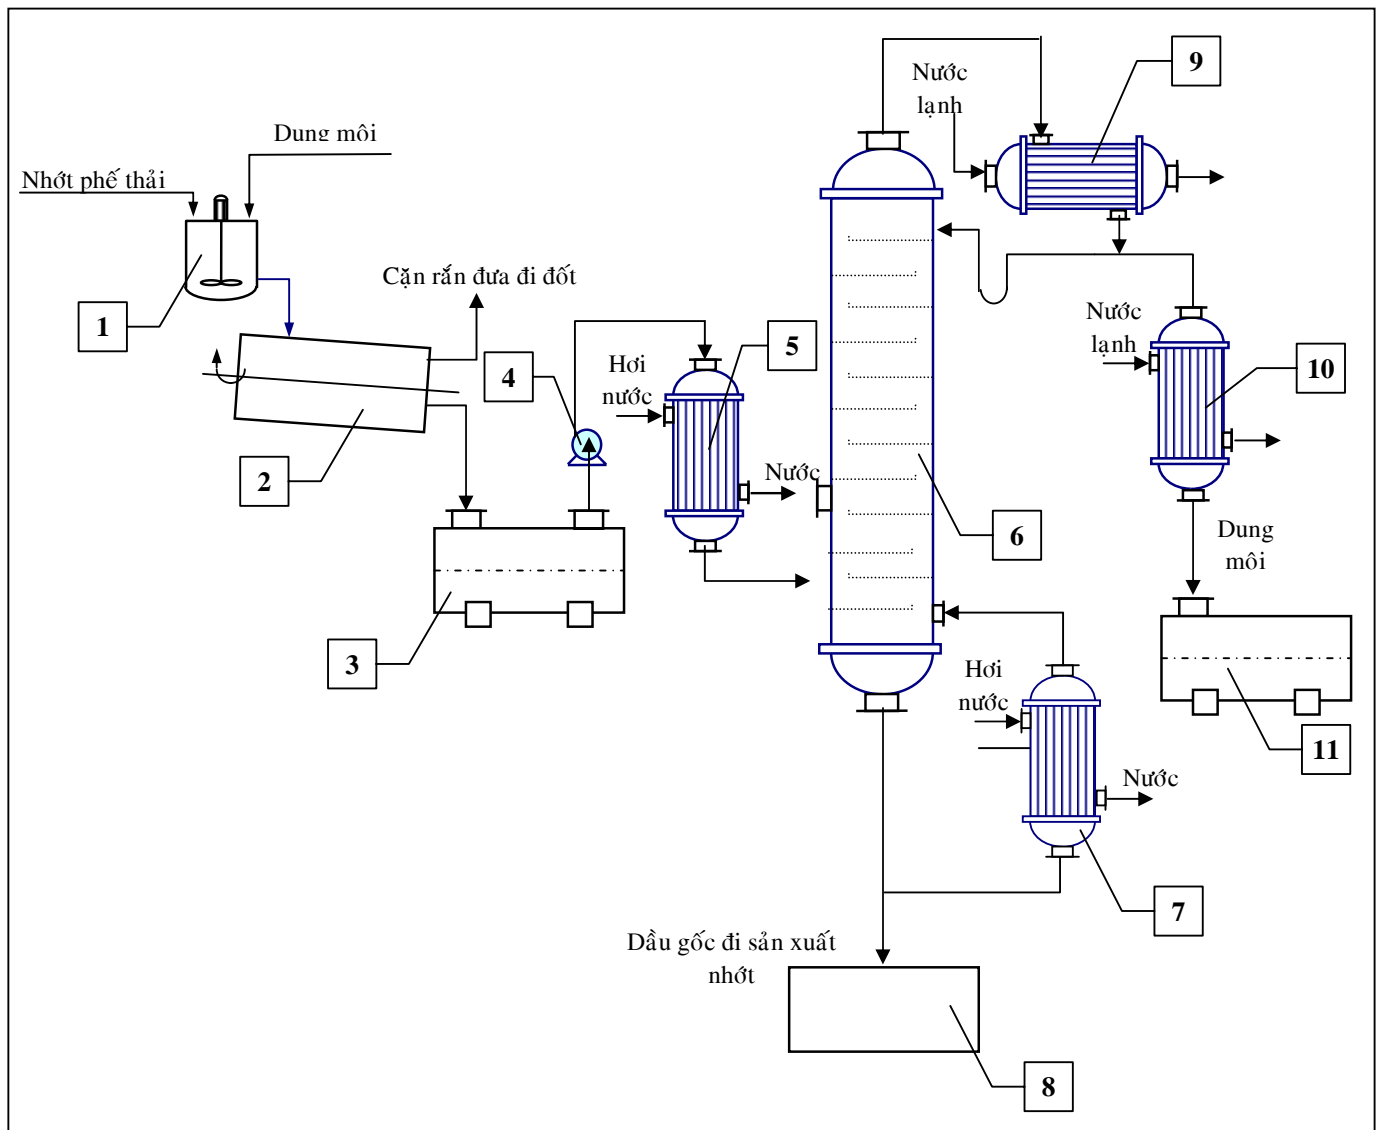 9
Nước
lạnh
Dung môi
Nhớt phế thải
Cặn rắn đưa đi đốt
1
Nước
lạnh
5
Hơi
nước
4
10
2
Nước
6
Dung
môi
3
Hơi
nước
11
Nước
7
Dầu gốc đi sản xuất
nhớt
8